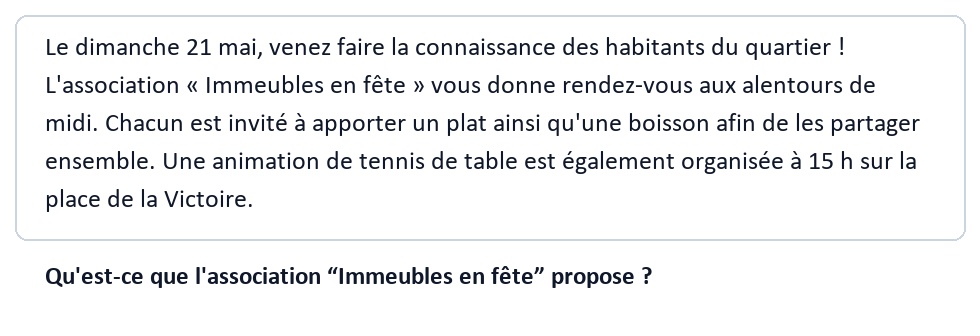 Le dimanche 21 mai, venez faire la connaissance des habitants du quartier !
L'association « Immeubles en fête » vous donne rendez-vous aux alentours de
midi. Chacun est invité à apporter un plat ainsi qu'une boisson afin de les partager
ensemble. Une animation de tennis de table est également organisée à 15 h sur la
place de la Victoire.
Qu'est-ce que l'association “Immeubles en fête” propose ?